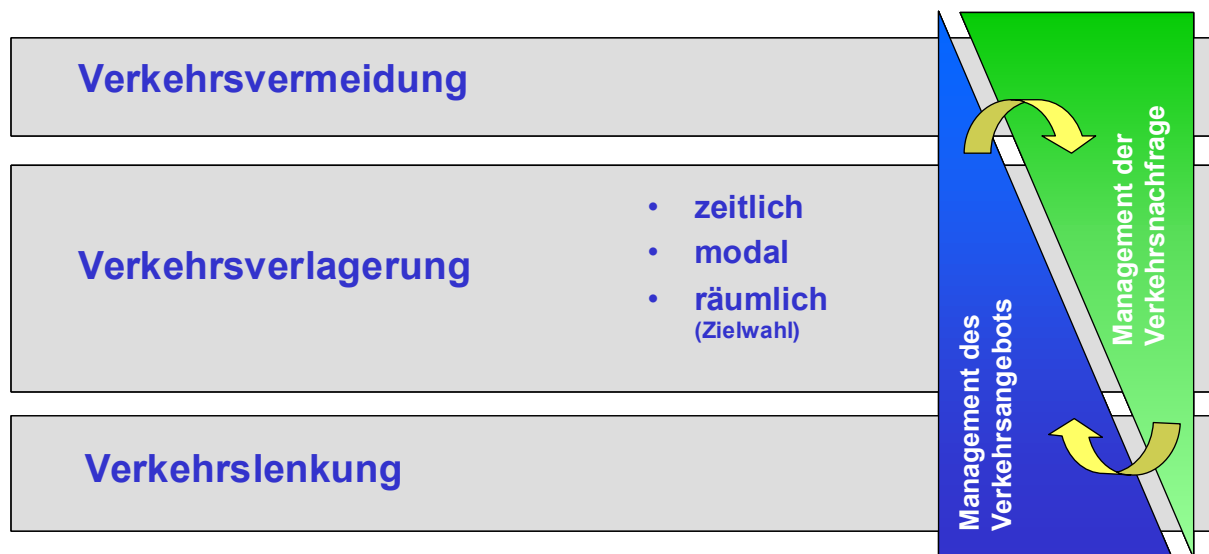 Verkehrsvermeidung
Verkehrsverlagerung
• zeitlich
• modal
• räumlich
(Zielwahl)
Verkehrslenkung
Management des
Verkehrsangebots
Management der
Verkehrsnachfrage